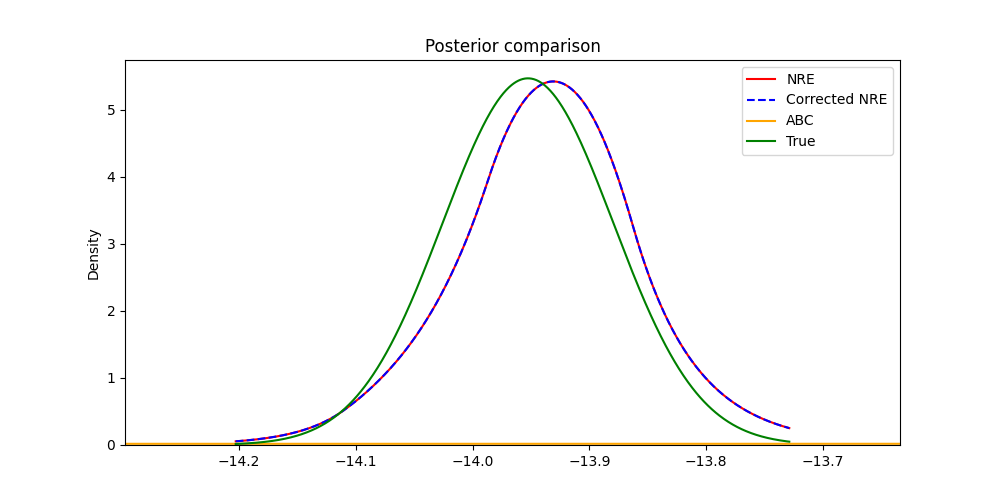 Posterior comparison
NRE
Corrected NRE
ABC
True
Density
5
4
3
2
1
0
−14.2 −14.1 −14.0 −13.9 −13.8 −13.7